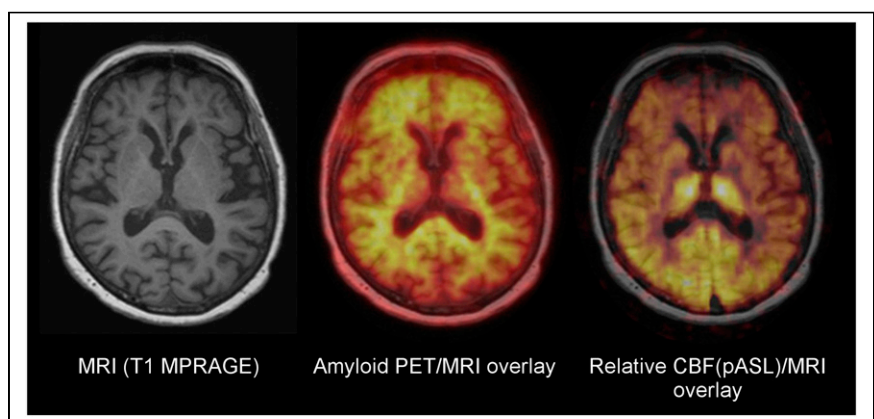 MRI (T1 MPRAGE)
Amyloid PET/MRI overlay
Relative CBF(pASL)/MRI
overlay